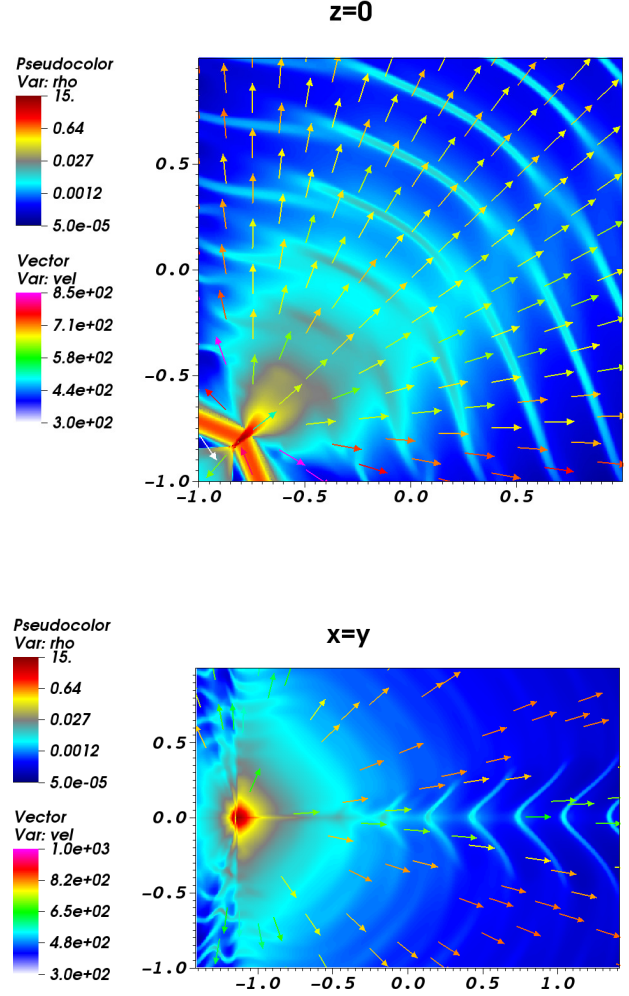 z=0
Pseudocolor
Var: rho
15.
0.64
0.027
0.0012
5.0e-05
Vector
Var: vel
8.5e+02
7.1e+02
5.8e+02
4.4e+02
3.0e+02
0.5
0.0
-0.5
-1.0
-1.0 -0.5 0.0 0.5
x=y
Pseudocolor
Var: rho
15.
0.64
0.027
0.0012
5.0e-05
Vector
Var: vel
1.0e+03
8.2e+02
6.5e+02
4.8e+02
3.0e+02
0.5
0.0
-0.5
-1.0
-1.0 -0.5 0.0 0.5 1.0